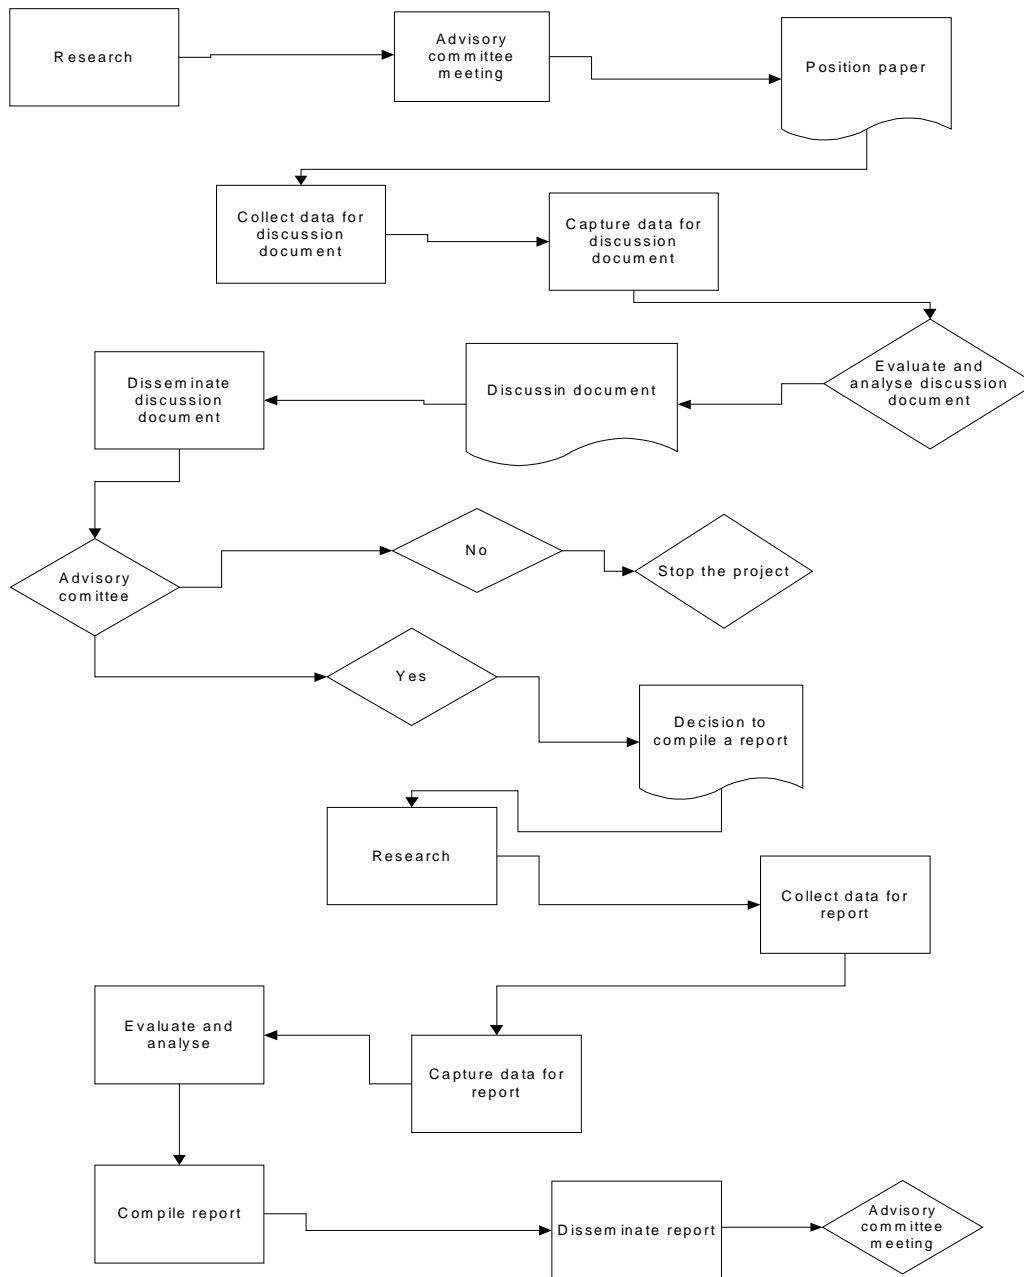 Research
Advisory
committee
meeting
Position paper
Collect data for
discussion
document
Capture data for
discussion
document
Evaluate and
analyse discussion
document
Discussin document
Disseminate
discussion
document
Advisory
comittee
No
Stop the project
Yes
Decision to
compile a report
Research
Collect data for
report
Evaluate and
analyse
Capture data for
report
Compile report
Disseminate report
Advisory
committee
meeting